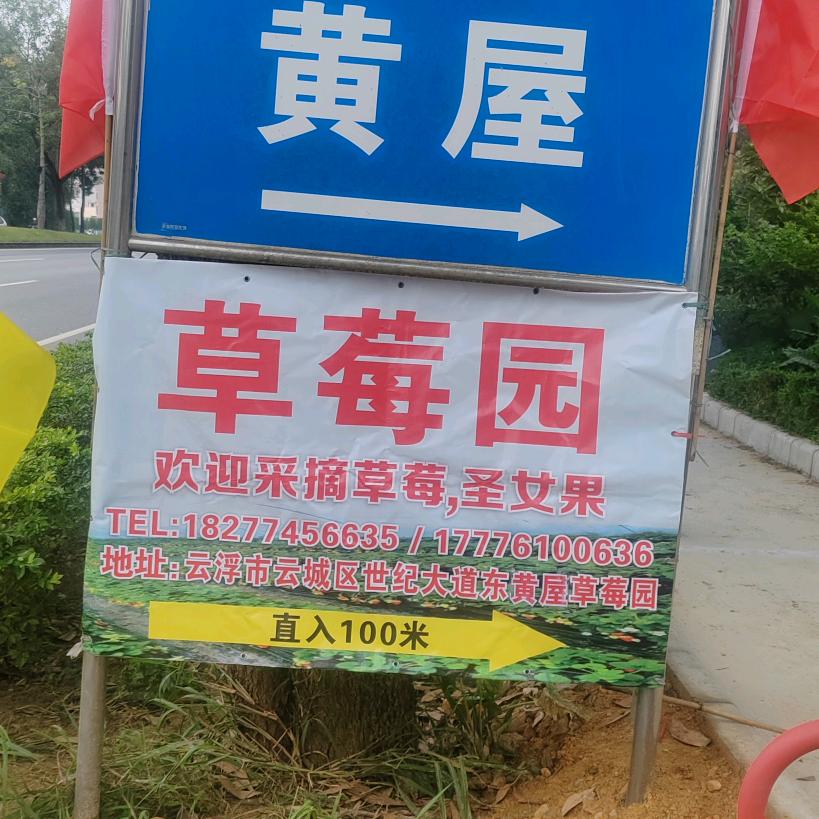 黄屋
草莓园
欢迎采摘草莓,圣女果
TEL:18277456635 / 17776100636
地址:云浮市云城区世纪大道东黄屋草莓园
直入100米